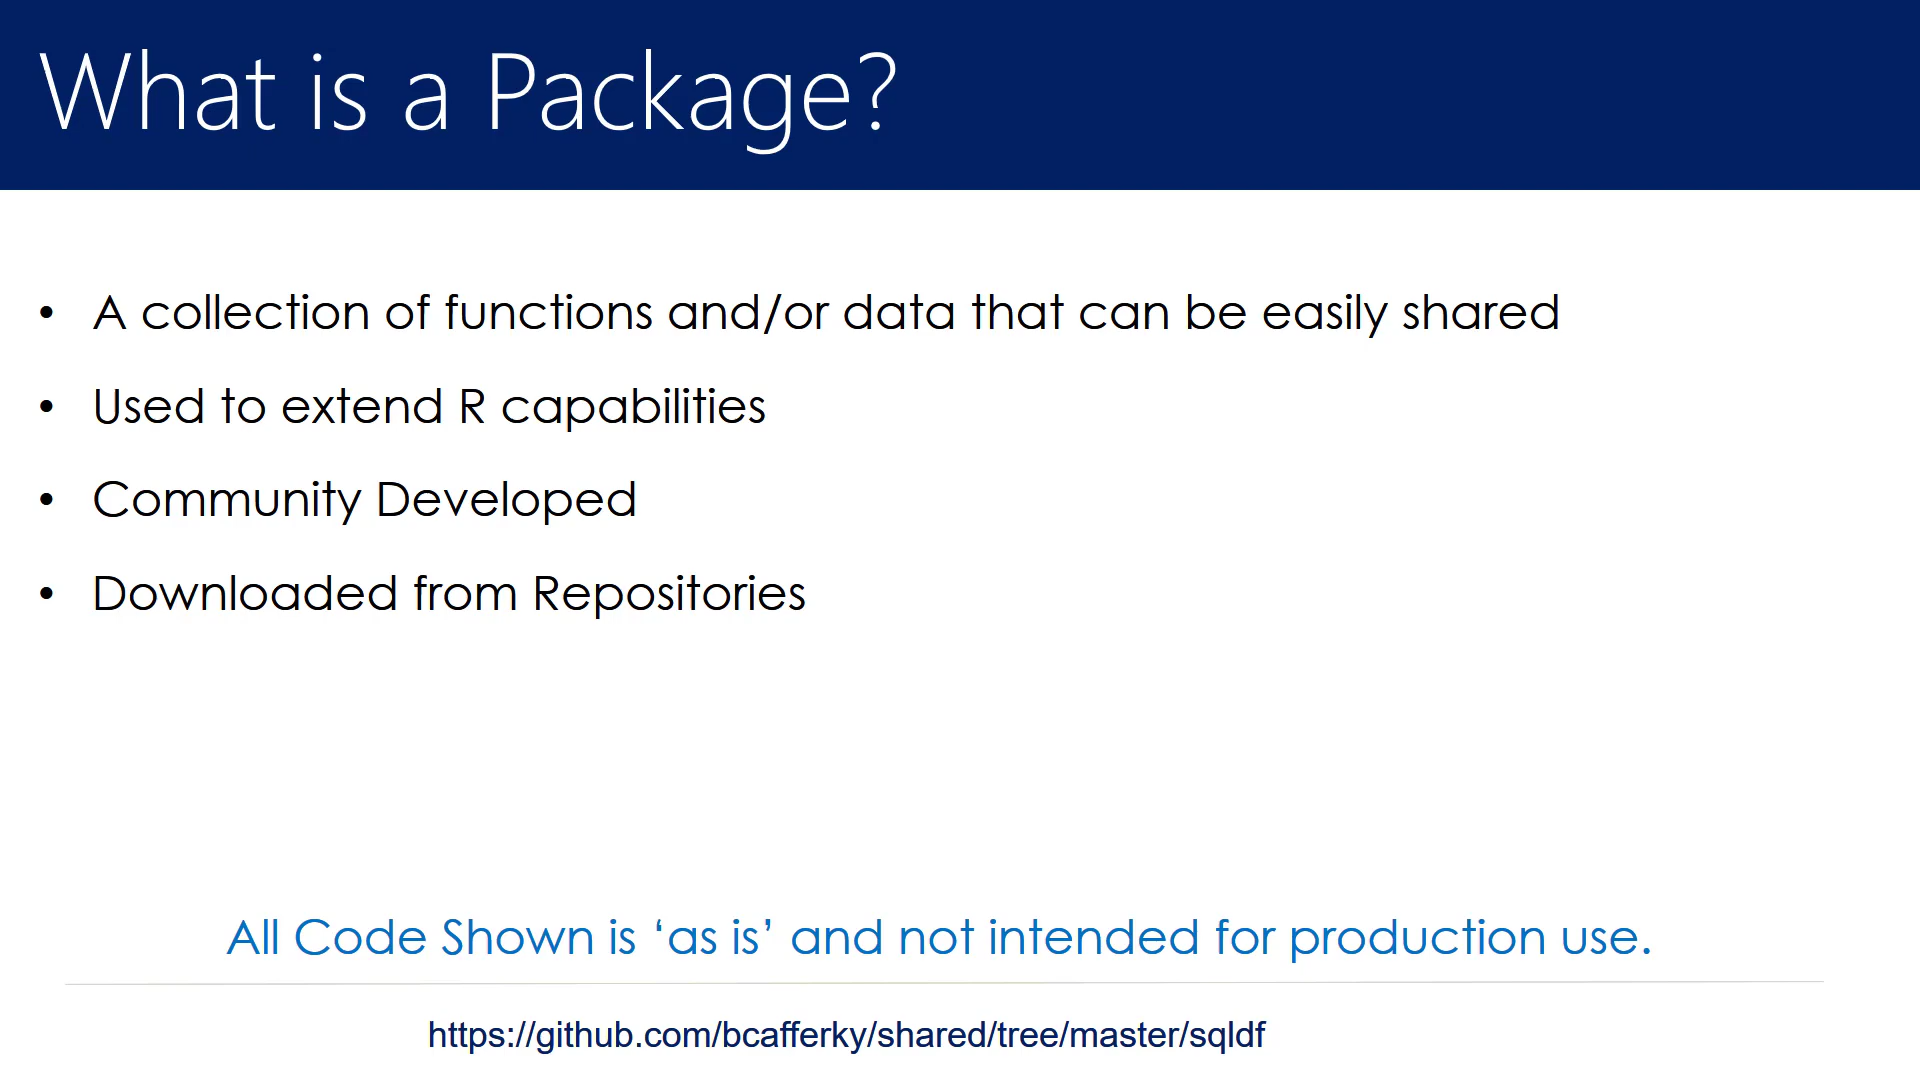 What is a Package?
• A collection of functions and/or data that can be easily shared
• Used to extend R capabilities
• Community Developed
• Downloaded from Repositories
All Code Shown is ‘as is’ and not intended for production use.
https://github.com/bcafferky/shared/tree/master/sqldf